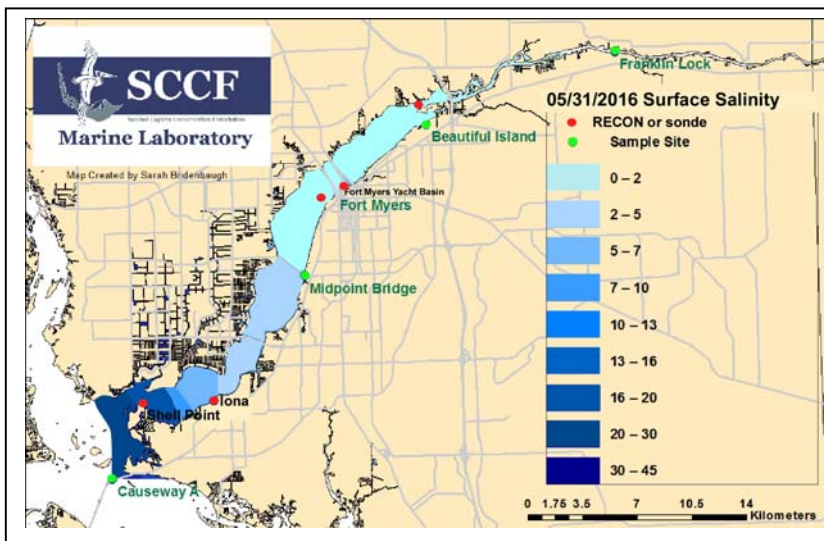 SCCF
Marine Laboratory
Map Created by Sarah Bridenbaugh
Franklin Lock
05/31/2016 Surface Salinity
RECON or sonde
Sample Site
Beautiful Island
Fort Myers Yacht Basin
Fort Myers
Midpoint Bridge
Iona
Shell Point
Causeway A
0 – 2
2 – 5
5 – 7
7 – 10
10 – 13
13 – 16
16 – 20
20 – 30
30 – 45
0 1.75 3.5 7 10.5 14
Kilometers